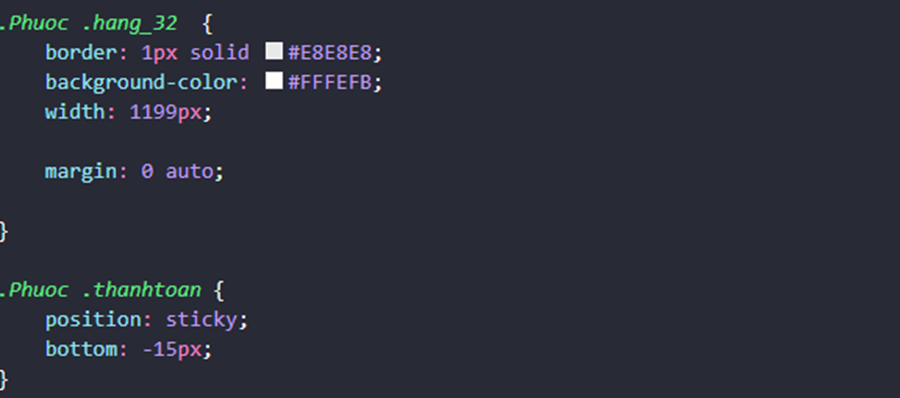 .Phuoc .hang_32  {
    border: 1px solid #E8E8E8;
    background-color: #FFFEFB;
    width: 1199px;

    margin: 0 auto;

}

.Phuoc .thanhtoan {
    position: sticky;
    bottom: -15px;
}